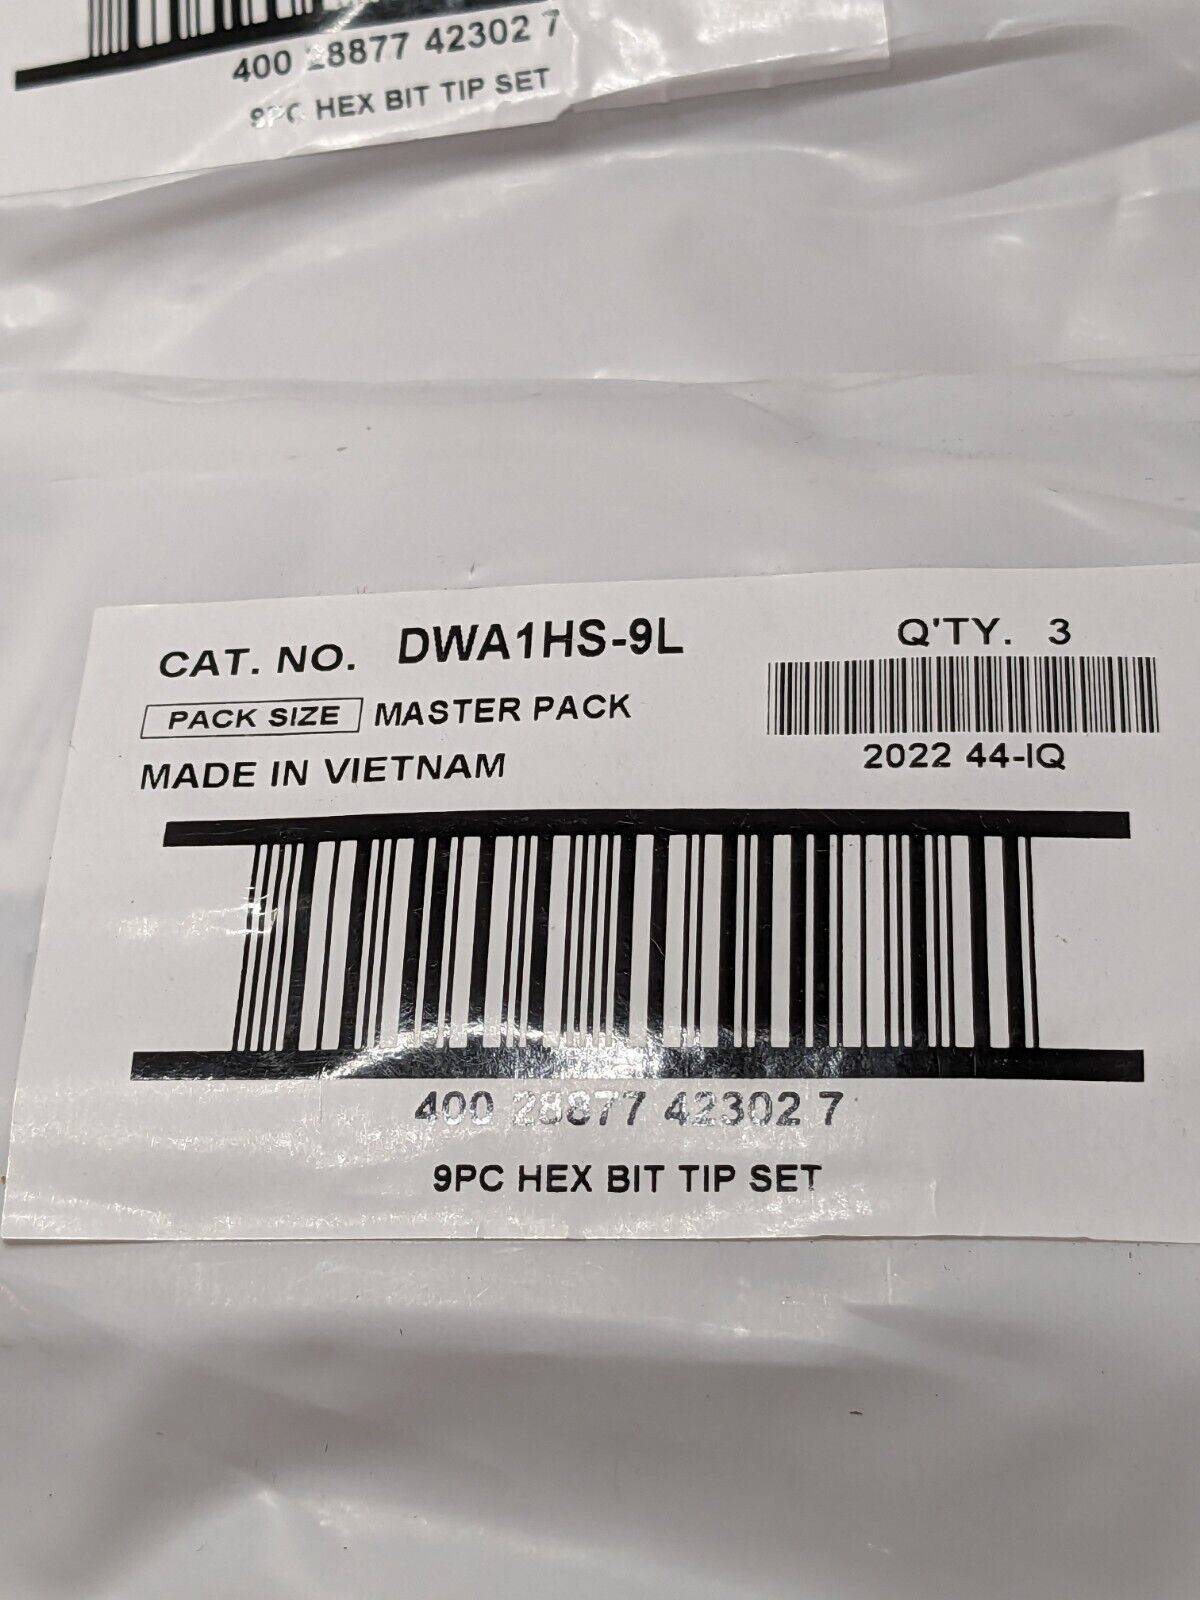 400 28877 42302 7
9PC HEX BIT TIP SET
CAT. NO. DWA1HS-9L
Q'TY. 3
PACK SIZE MASTER PACK
2022 44-IQ
MADE IN VIETNAM
400 28877 42302 7
9PC HEX BIT TIP SET